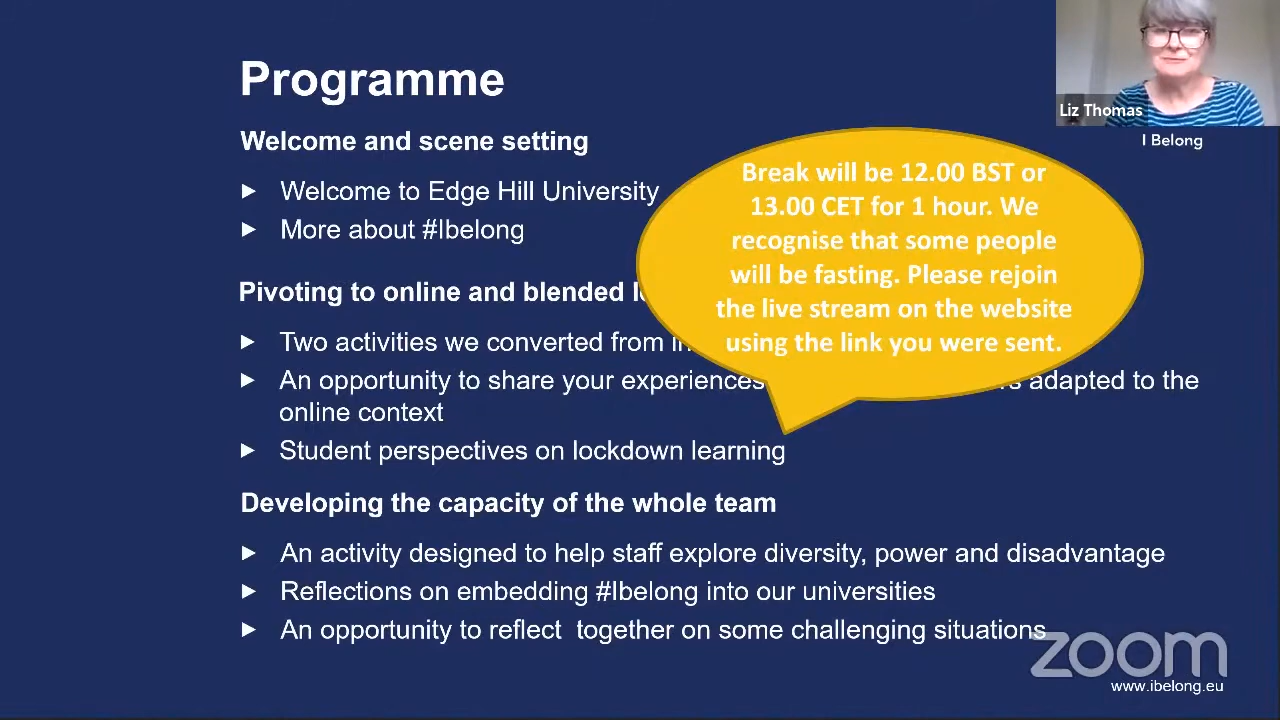 Programme
Liz Thomas
I Belong
Welcome and scene setting
Welcome to Edge Hill University
More about #Ibelong
Break will be 12.00 BST or
13.00 CET for 1 hour. We
recognise that some people
will be fasting. Please rejoin
the live stream on the website
using the link you were sent.
Pivoting to online and blended
Two activities we converted from
An opportunity to share your experiences adapted to the
online context
Student perspectives on lockdown learning
Developing the capacity of the whole team
An activity designed to help staff explore diversity, power and disadvantage
Reflections on embedding #Ibelong into our universities
An opportunity to reflect together on some challenging situations
zoom
www.ibelong.eu